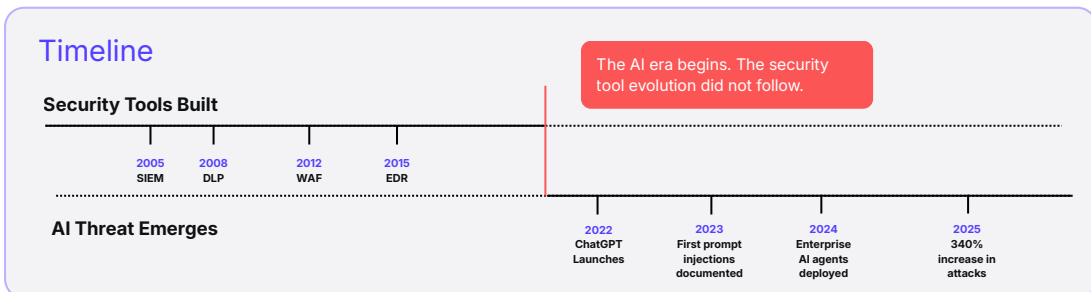 Timeline
The AI era begins. The security
tool evolution did not follow.
Security Tools Built
2005
SIEM
2008
DLP
2012
WAF
2015
EDR
AI Threat Emerges
2022
ChatGPT
Launches
2023
First prompt
injections
documented
2024
Enterprise
AI agents
deployed
2025
340%
increase in
attacks